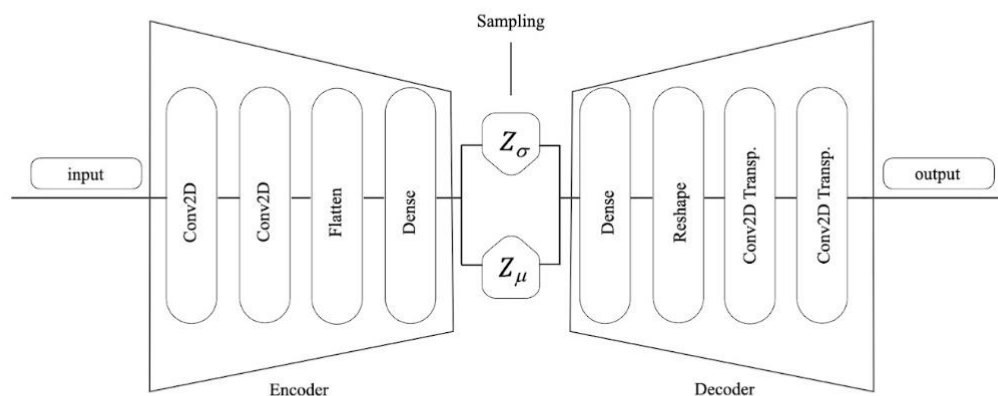 Sampling
input
Conv2D
Conv2D
Flatten
Dense
Zσ
Zμ
Dense
Reshape
Conv2D Transp.
Conv2D Transp.
output
Encoder
Decoder